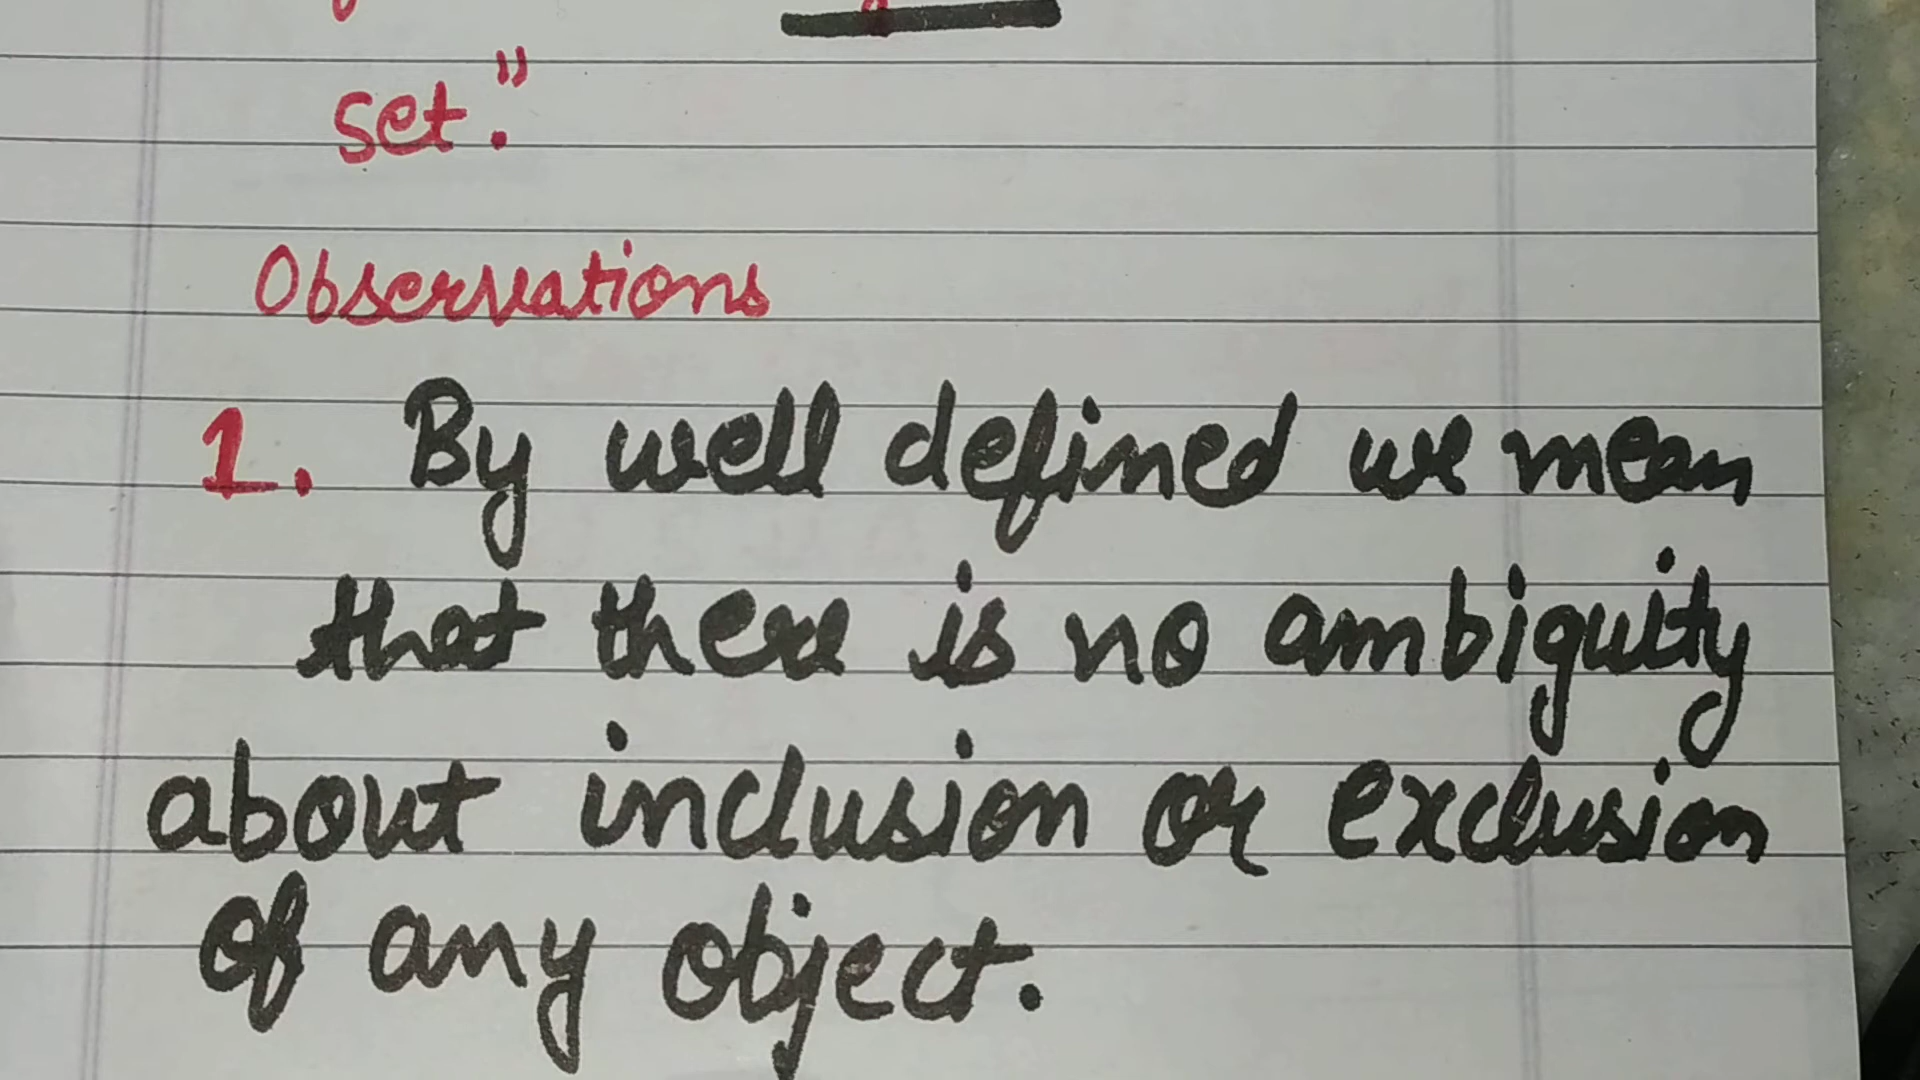 set."
Observations
1. By well defined we mean
that there is no ambiguity
about inclusion or exclusion
of any object.